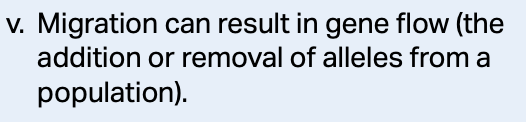 v. Migration can result in gene flow (the
addition or removal of alleles from a
population).